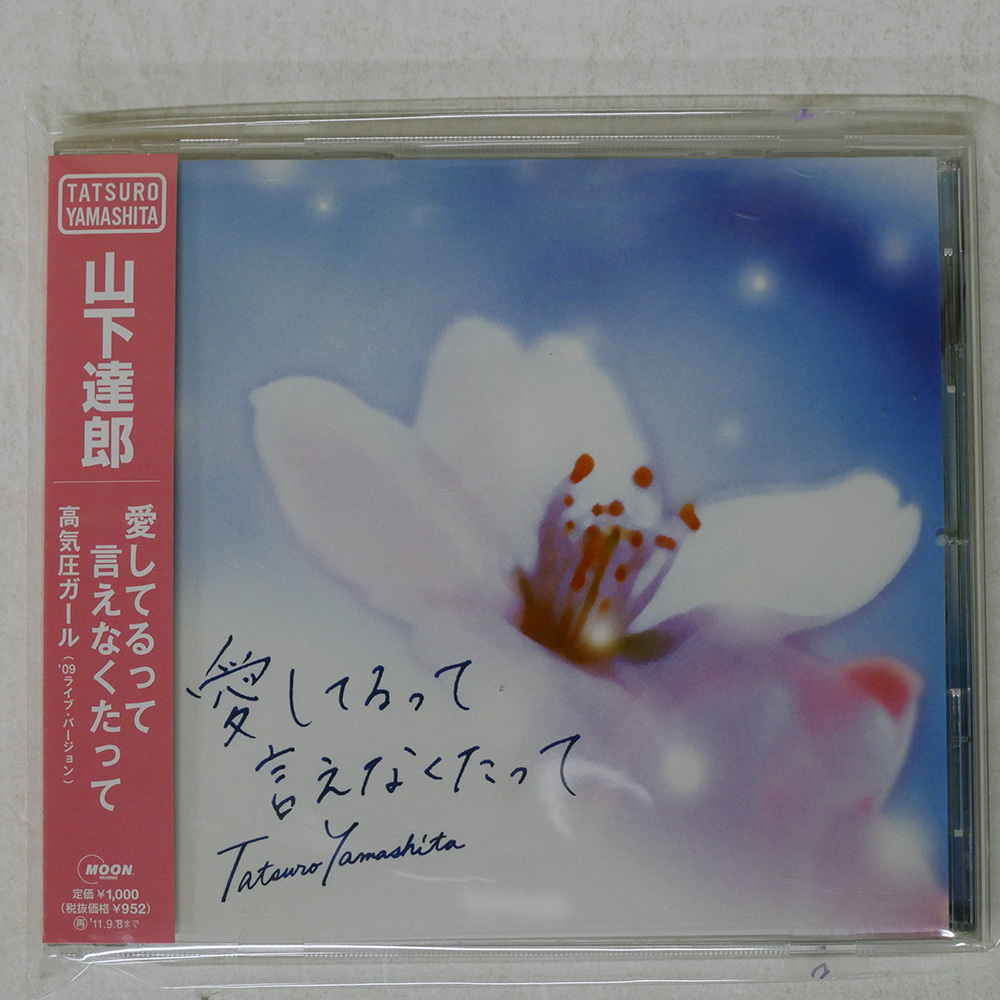 TATSURO
YAMASHITA
山下達郎
愛してるって
言えなくたって
高気圧ガール（'09ライブ・バージョン）
MOON
RECORDS
定価¥1,000
（税抜価格¥952）
再'11.9.8まで
愛してるって
言えなくたって
Tatsuro Yamashita